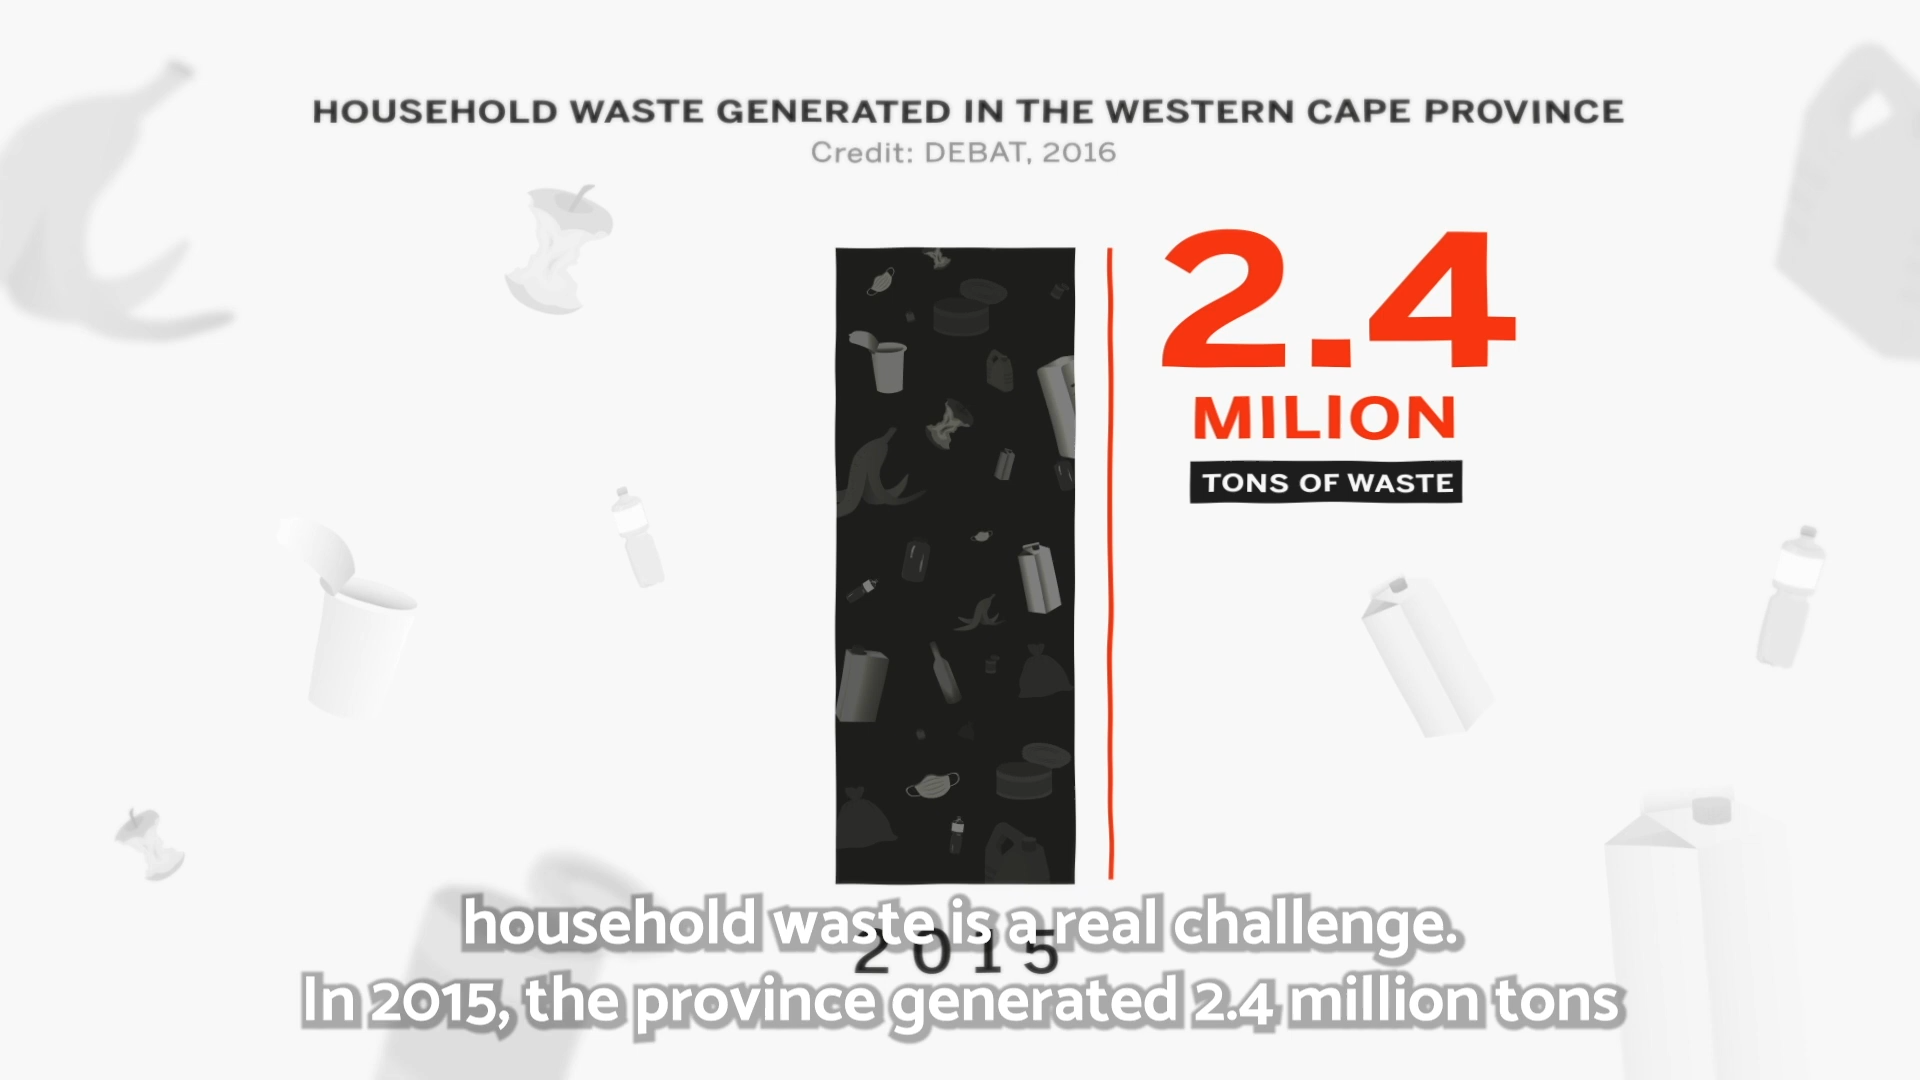 HOUSEHOLD WASTE GENERATED IN THE WESTERN CAPE PROVINCE
Credit: DEBAT, 2016
2.4
MILION
TONS OF WASTE
household waste is a real challenge.
2015
In 2015, the province generated 2.4 million tons